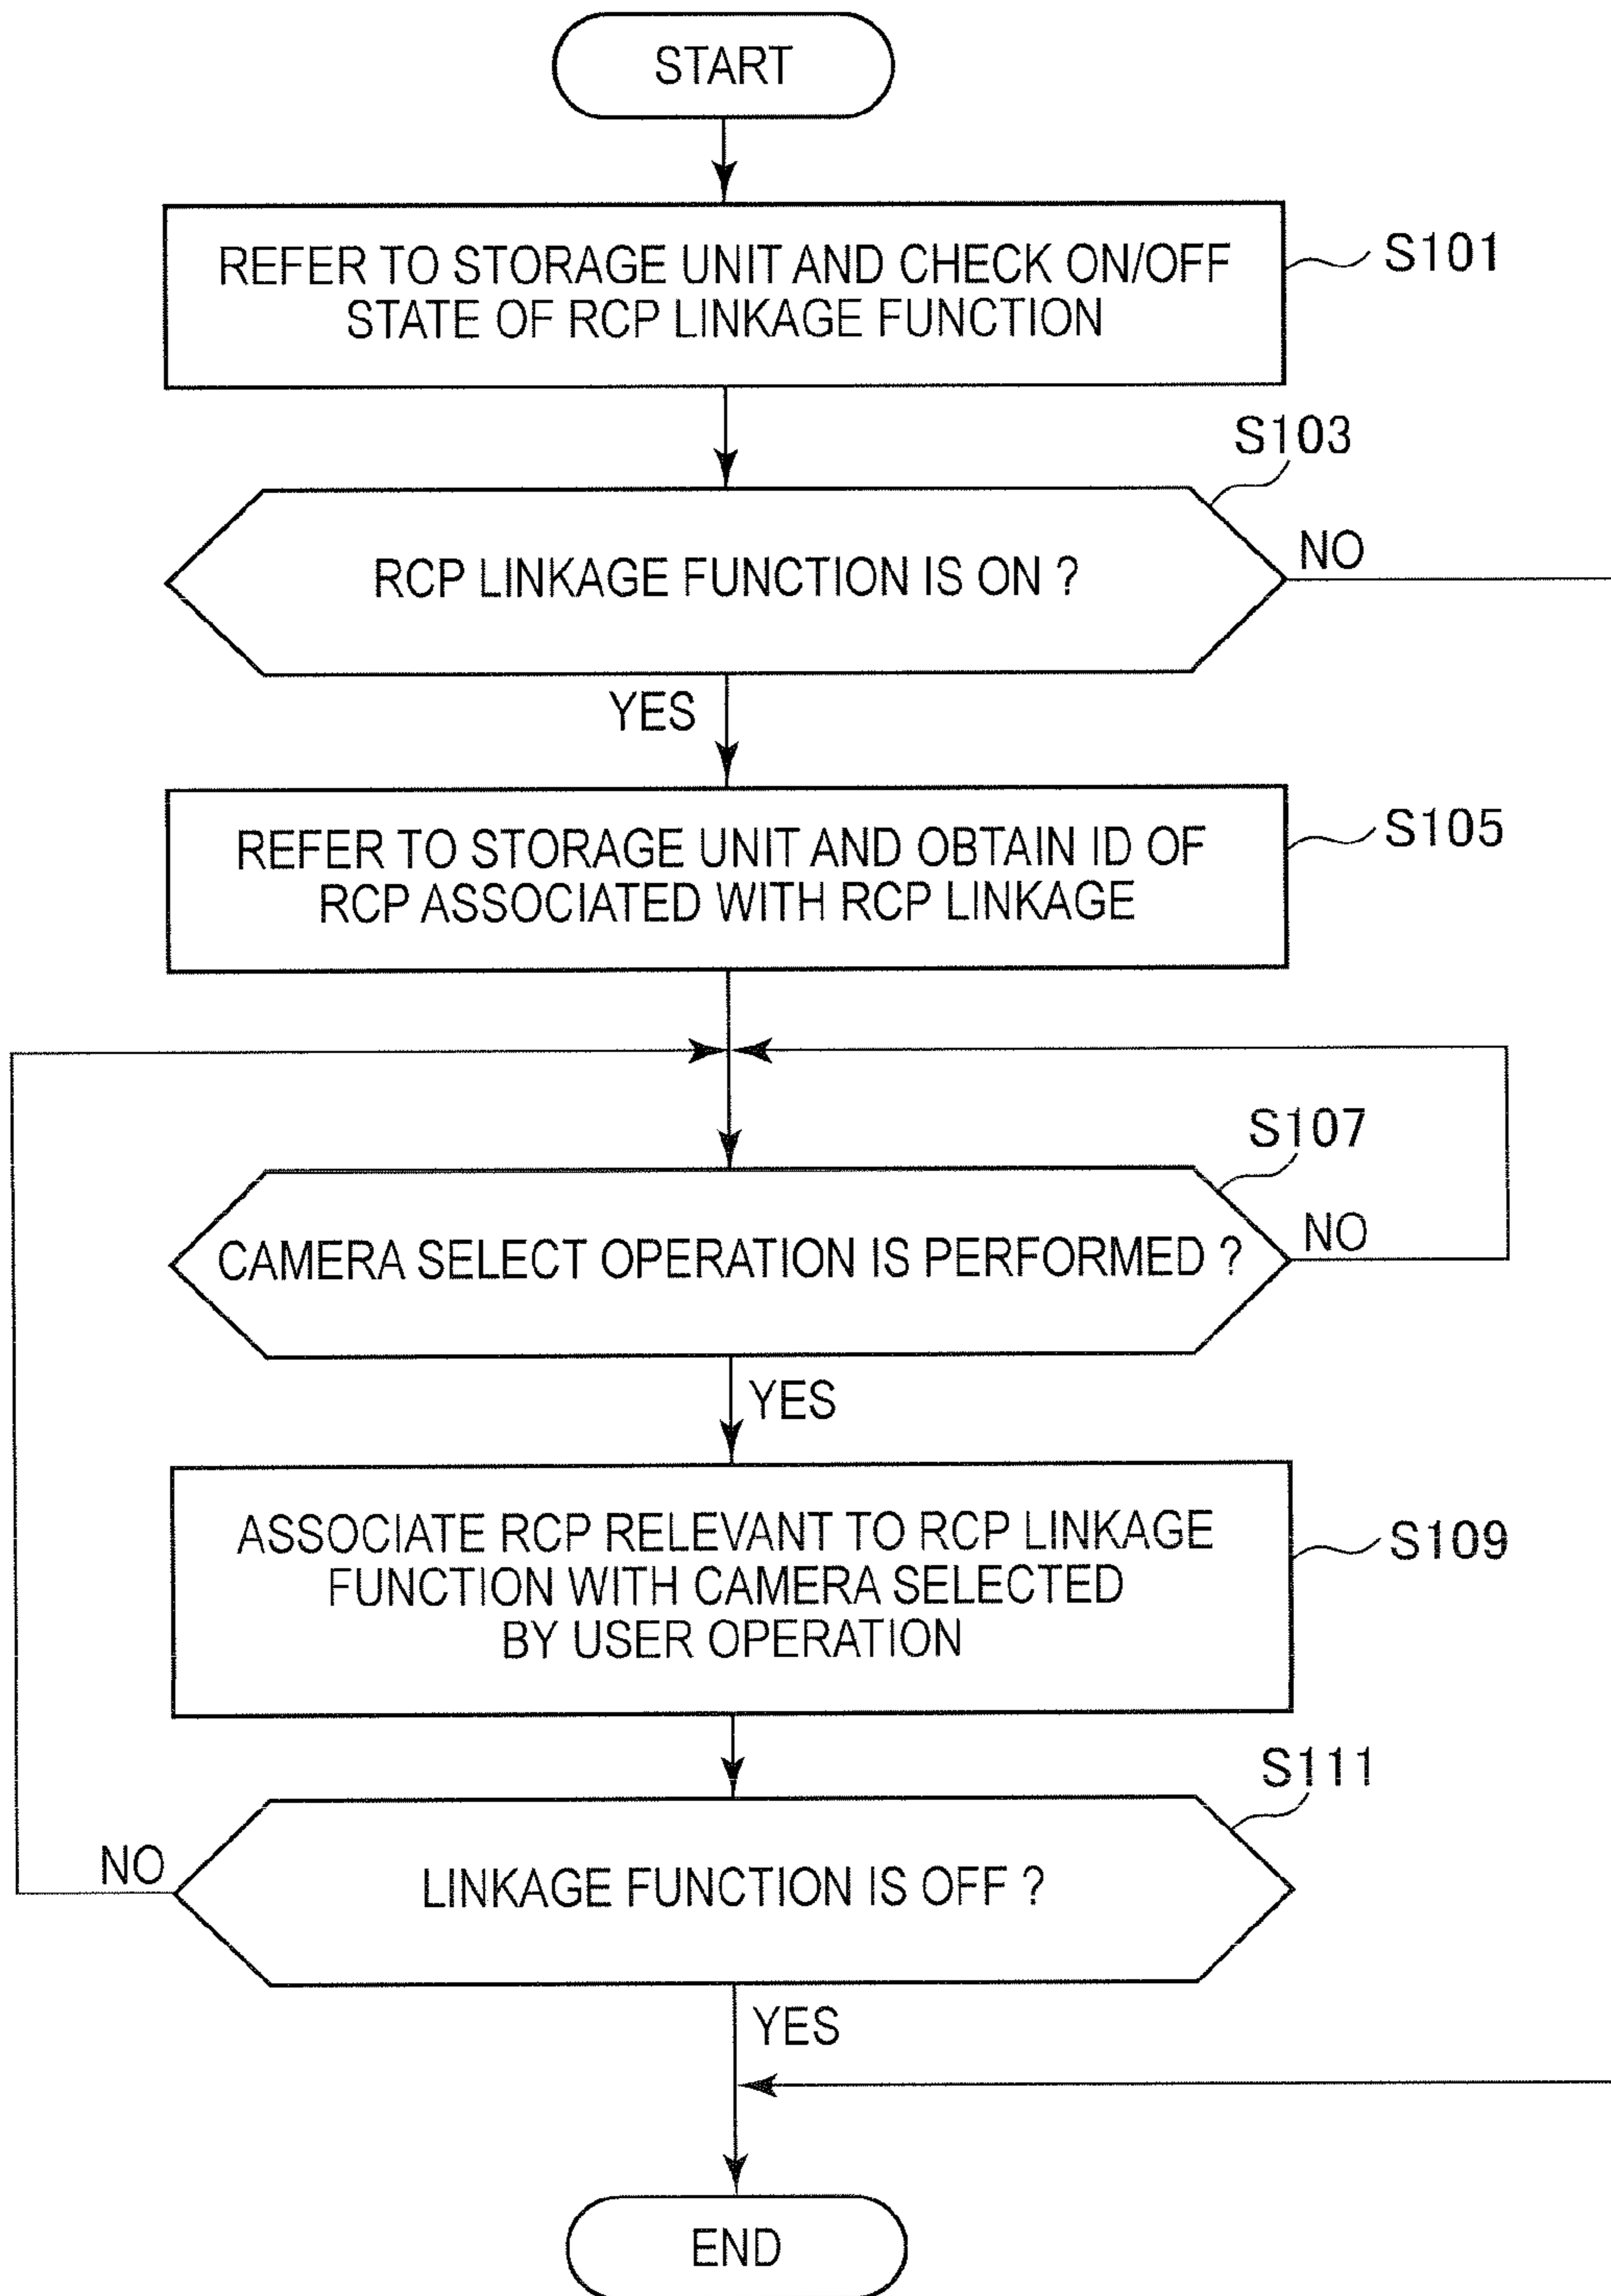 START
REFER TO STORAGE UNIT AND CHECK ON/OFF
STATE OF RCP LINKAGE FUNCTION
S101
S103
RCP LINKAGE FUNCTION IS ON ?
NO
YES
REFER TO STORAGE UNIT AND OBTAIN ID OF
RCP ASSOCIATED WITH RCP LINKAGE
S105
S107
CAMERA SELECT OPERATION IS PERFORMED ?
NO
YES
ASSOCIATE RCP RELEVANT TO RCP LINKAGE
FUNCTION WITH CAMERA SELECTED
BY USER OPERATION
S109
S111
NO
LINKAGE FUNCTION IS OFF ?
YES
END